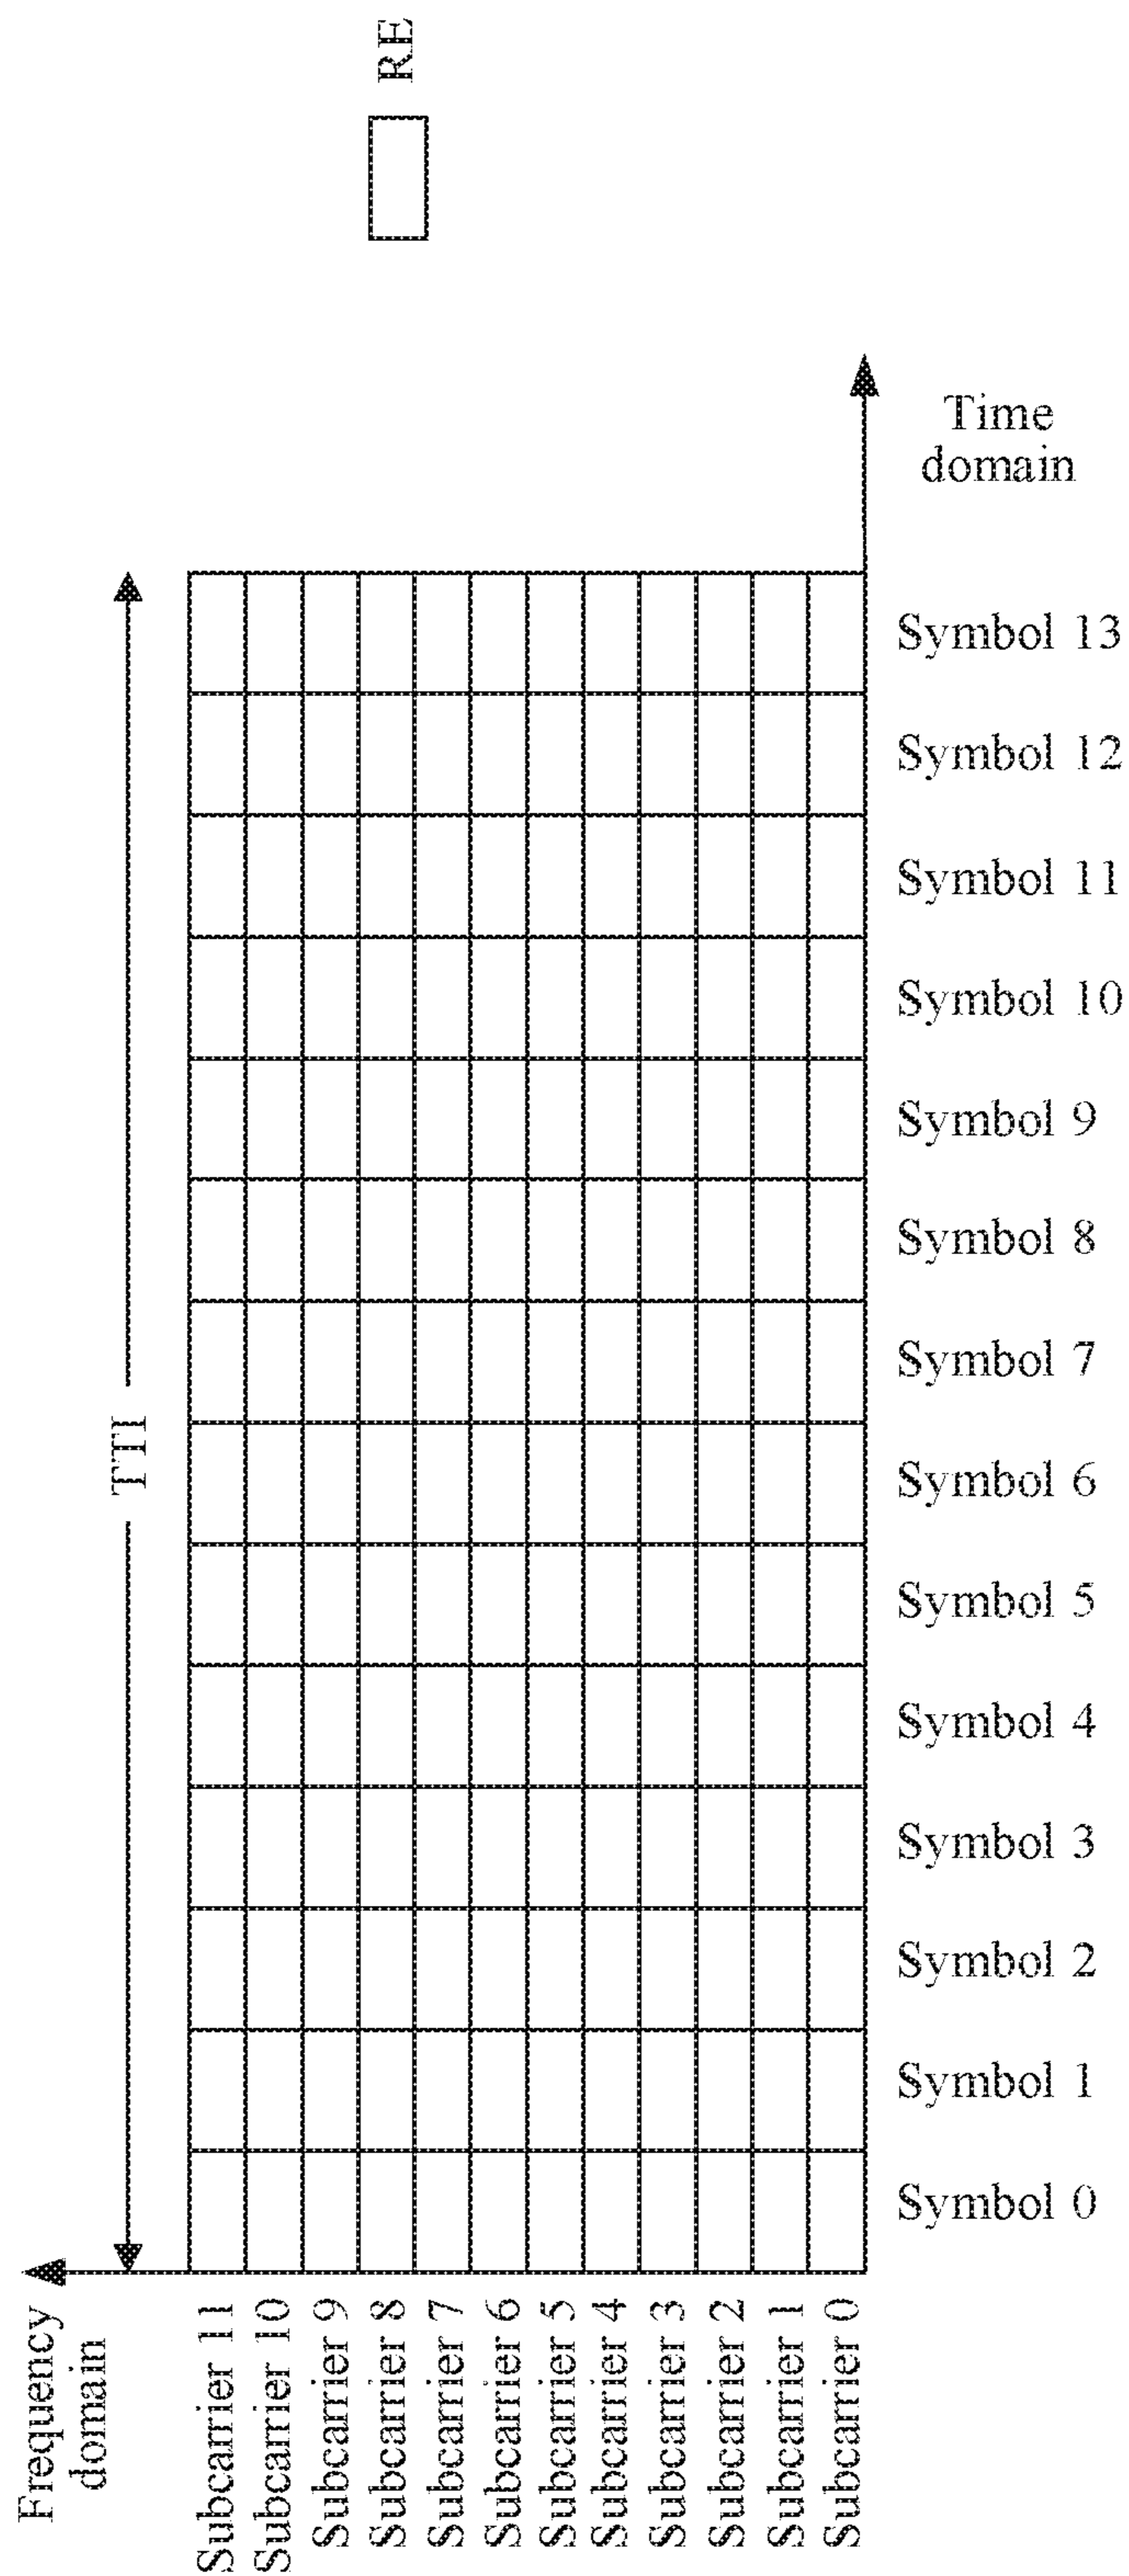 RE
TTI
Frequency
domain
Subcarrier 11
Subcarrier 10
Subcarrier 9
Subcarrier 8
Subcarrier 7
Subcarrier 6
Subcarrier 5
Subcarrier 4
Subcarrier 3
Subcarrier 2
Subcarrier 1
Subcarrier 0
Symbol 0
Symbol 1
Symbol 2
Symbol 3
Symbol 4
Symbol 5
Symbol 6
Symbol 7
Symbol 8
Symbol 9
Symbol 10
Symbol 11
Symbol 12
Symbol 13
Time
domain